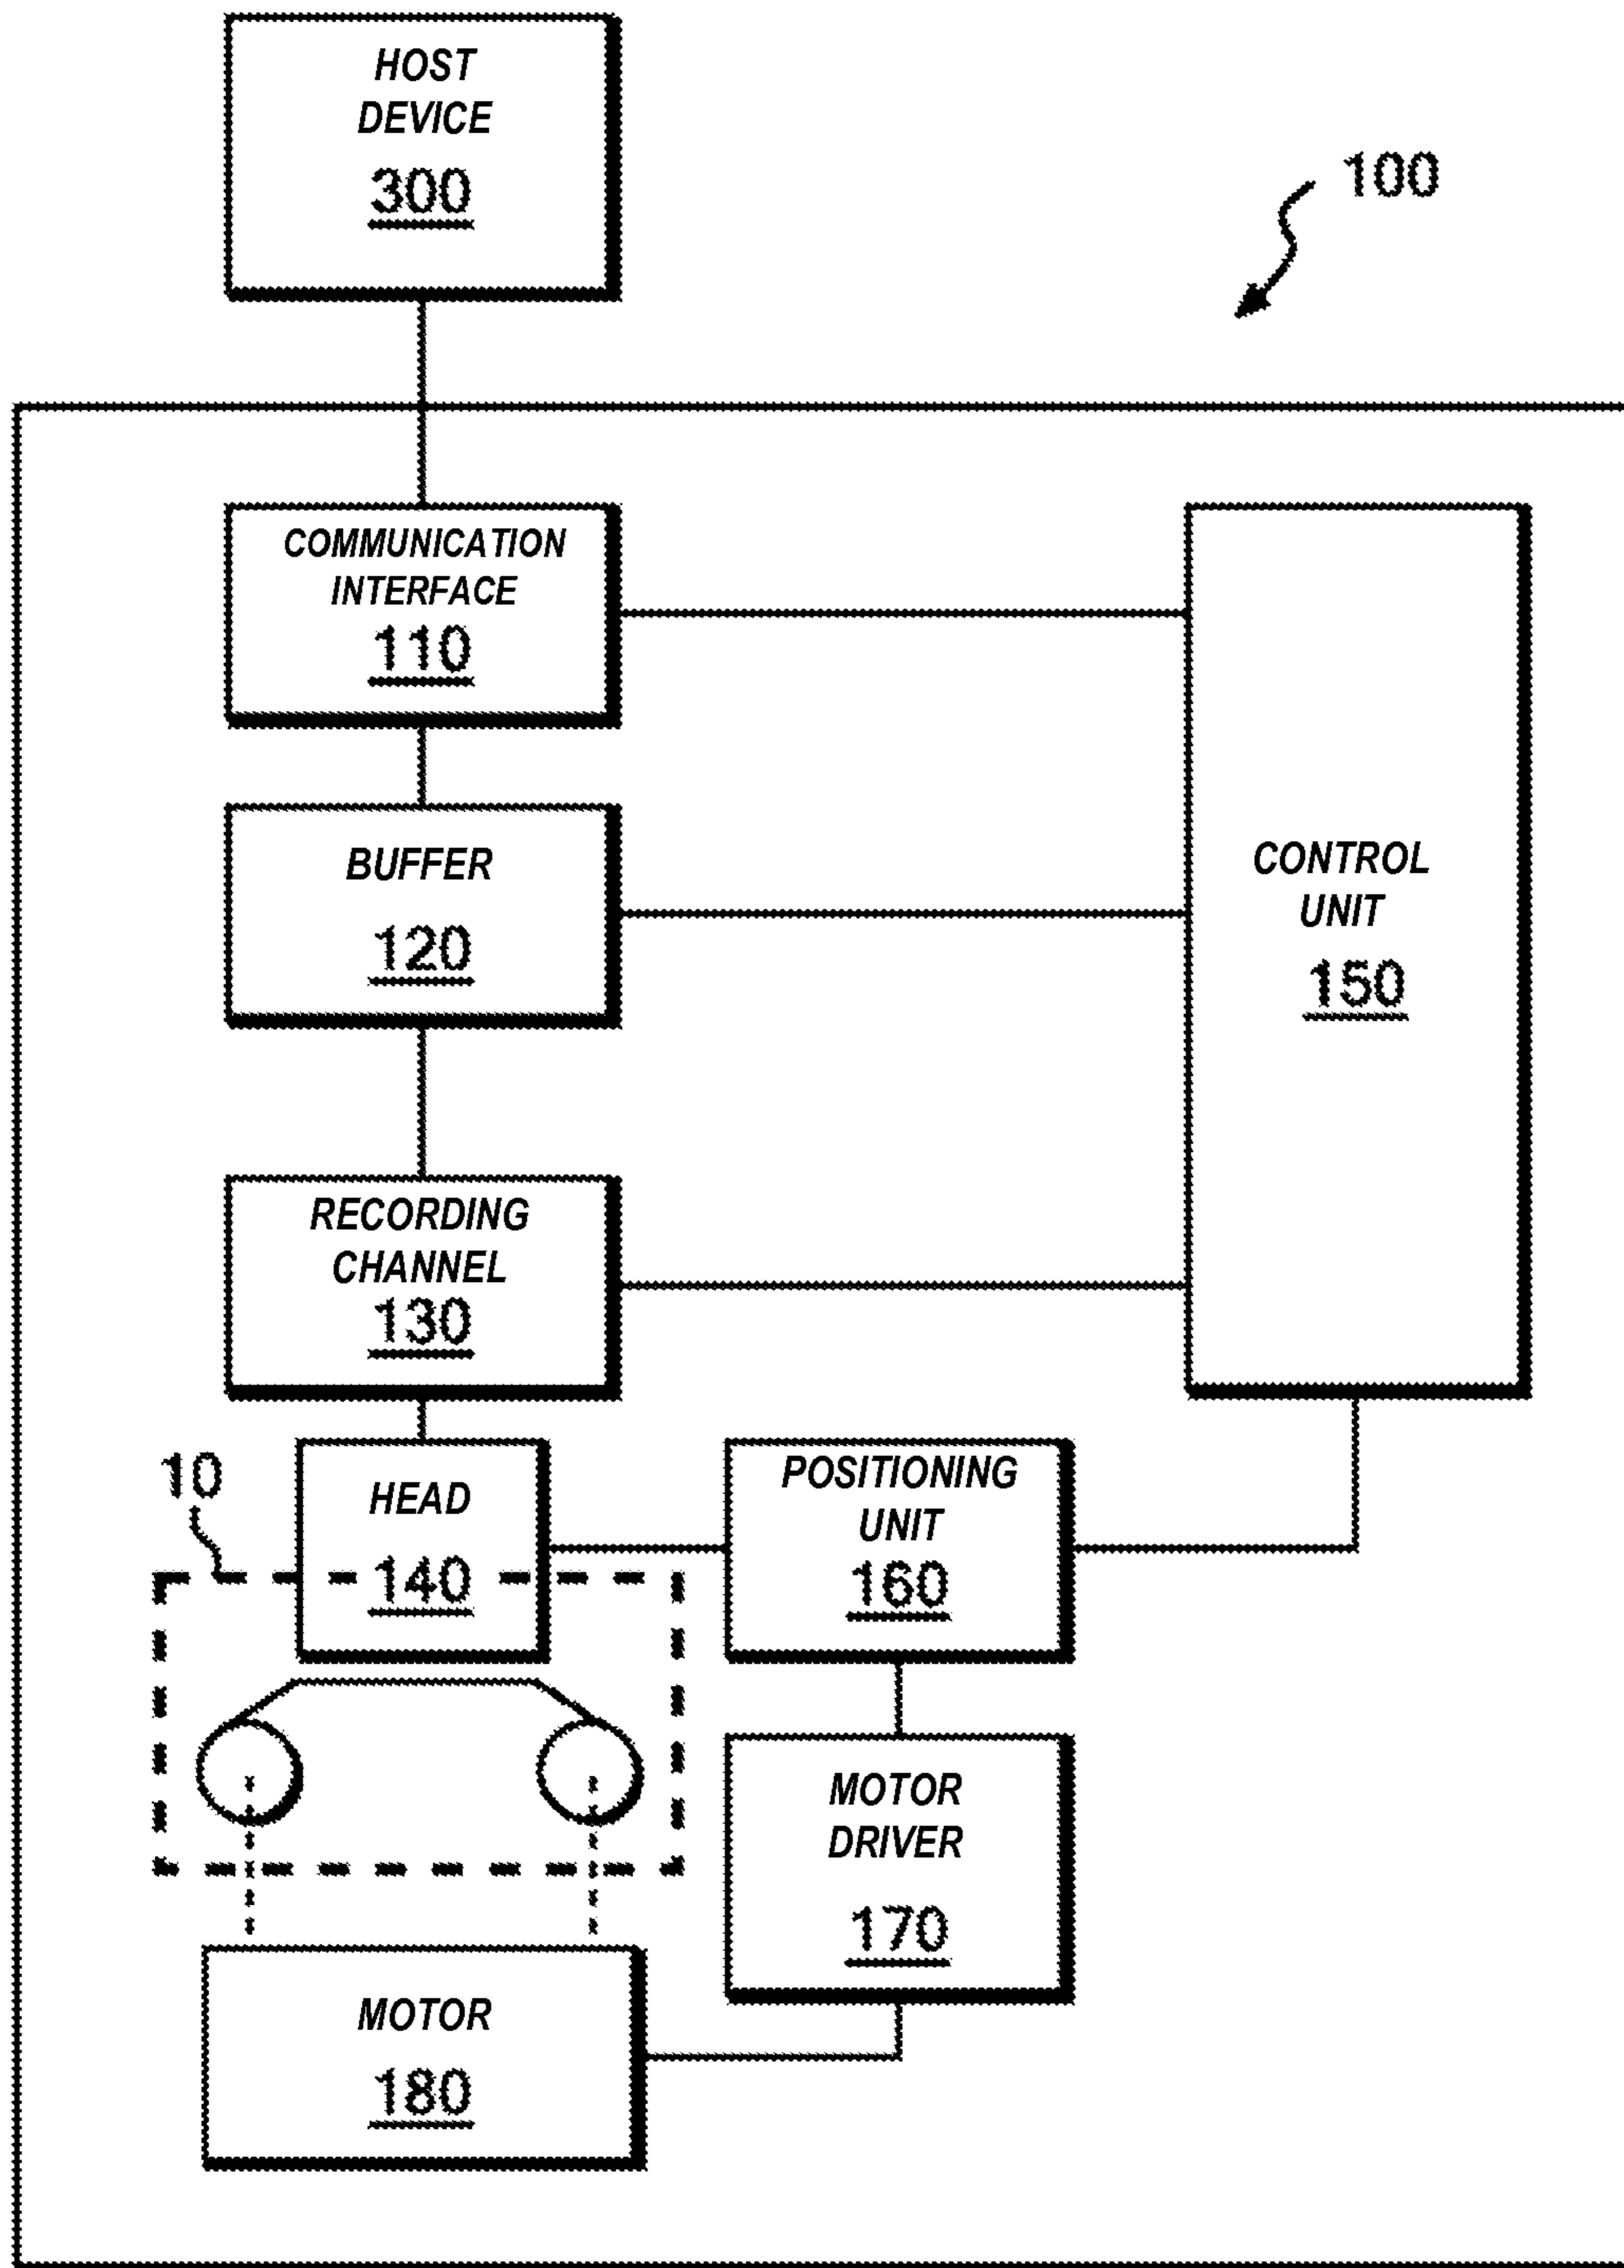 HOST
DEVICE
300
100
COMMUNICATION
INTERFACE
110
BUFFER
120
CONTROL
UNIT
150
RECORDING
CHANNEL
130
10
HEAD
140
POSITIONING
UNIT
160
MOTOR
DRIVER
170
MOTOR
180